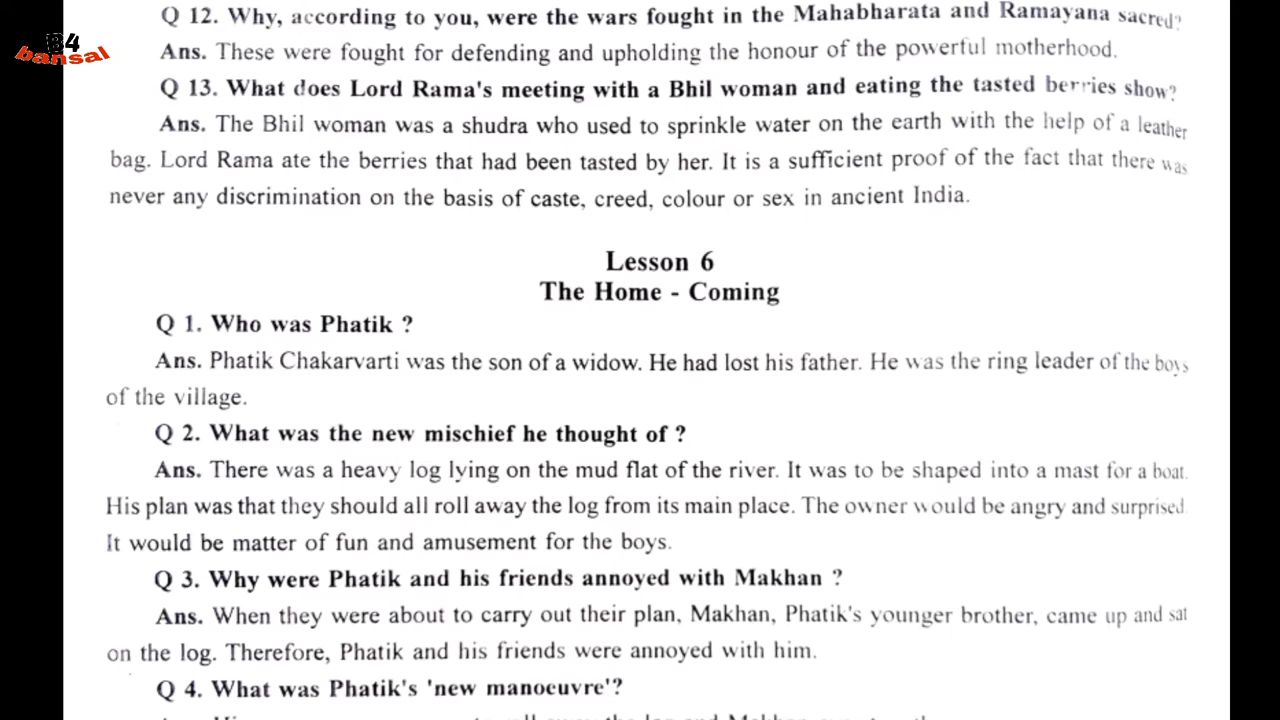 B4
bansal
Q 12. Why, according to you, were the wars fought in the Mahabharata and Ramayana sacred?
Ans. These were fought for defending and upholding the honour of the powerful motherhood.
Q 13. What does Lord Rama's meeting with a Bhil woman and eating the tasted berries show?
Ans. The Bhil woman was a shudra who used to sprinkle water on the earth with the help of a leather
bag. Lord Rama ate the berries that had been tasted by her. It is a sufficient proof of the fact that there was
never any discrimination on the basis of caste, creed, colour or sex in ancient India.
Lesson 6
The Home - Coming
Q 1. Who was Phatik ?
Ans. Phatik Chakarvarti was the son of a widow. He had lost his father. He was the ring leader of the boys
of the village.
Q 2. What was the new mischief he thought of ?
Ans. There was a heavy log lying on the mud flat of the river. It was to be shaped into a mast for a boat.
His plan was that they should all roll away the log from its main place. The owner would be angry and surprised.
It would be matter of fun and amusement for the boys.
Q 3. Why were Phatik and his friends annoyed with Makhan ?
Ans. When they were about to carry out their plan, Makhan, Phatik's younger brother, came up and sat
on the log. Therefore, Phatik and his friends were annoyed with him.
Q 4. What was Phatik's 'new manoeuvre'?